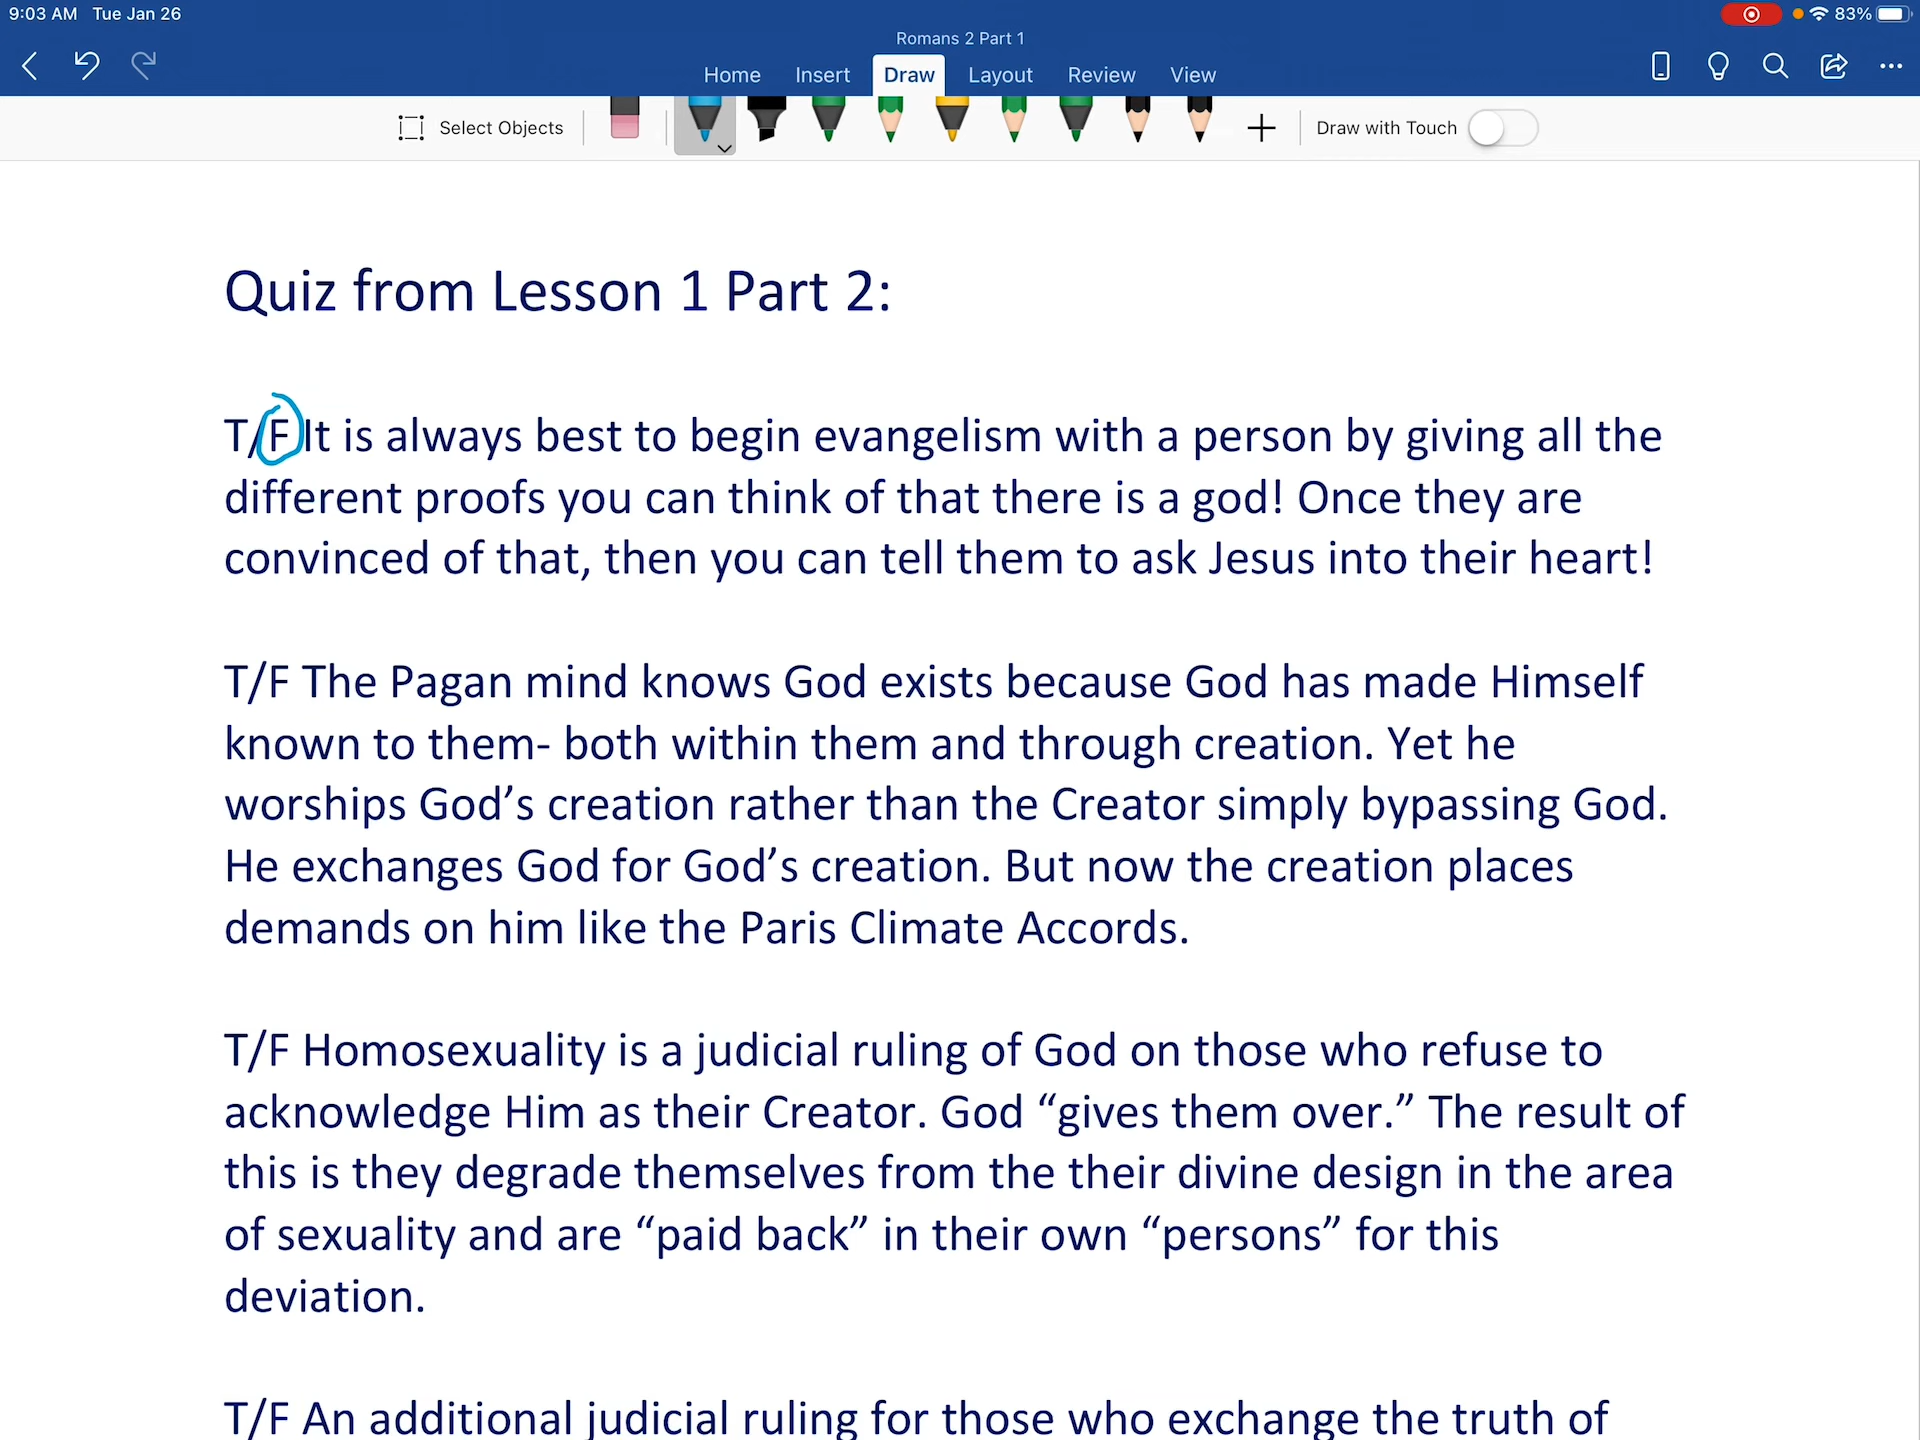 9:03 AM Tue Jan 26
83%
Romans 2 Part 1
Home Insert Draw Layout Review View
Select Objects
Draw with Touch
Quiz from Lesson 1 Part 2:
T/F It is always best to begin evangelism with a person by giving all the
different proofs you can think of that there is a god! Once they are
convinced of that, then you can tell them to ask Jesus into their heart!
T/F The Pagan mind knows God exists because God has made Himself
known to them- both within them and through creation. Yet he
worships God’s creation rather than the Creator simply bypassing God.
He exchanges God for God’s creation. But now the creation places
demands on him like the Paris Climate Accords.
T/F Homosexuality is a judicial ruling of God on those who refuse to
acknowledge Him as their Creator. God “gives them over.” The result of
this is they degrade themselves from the their divine design in the area
of sexuality and are “paid back” in their own “persons” for this
deviation.
T/F An additional judicial ruling for those who exchange the truth of